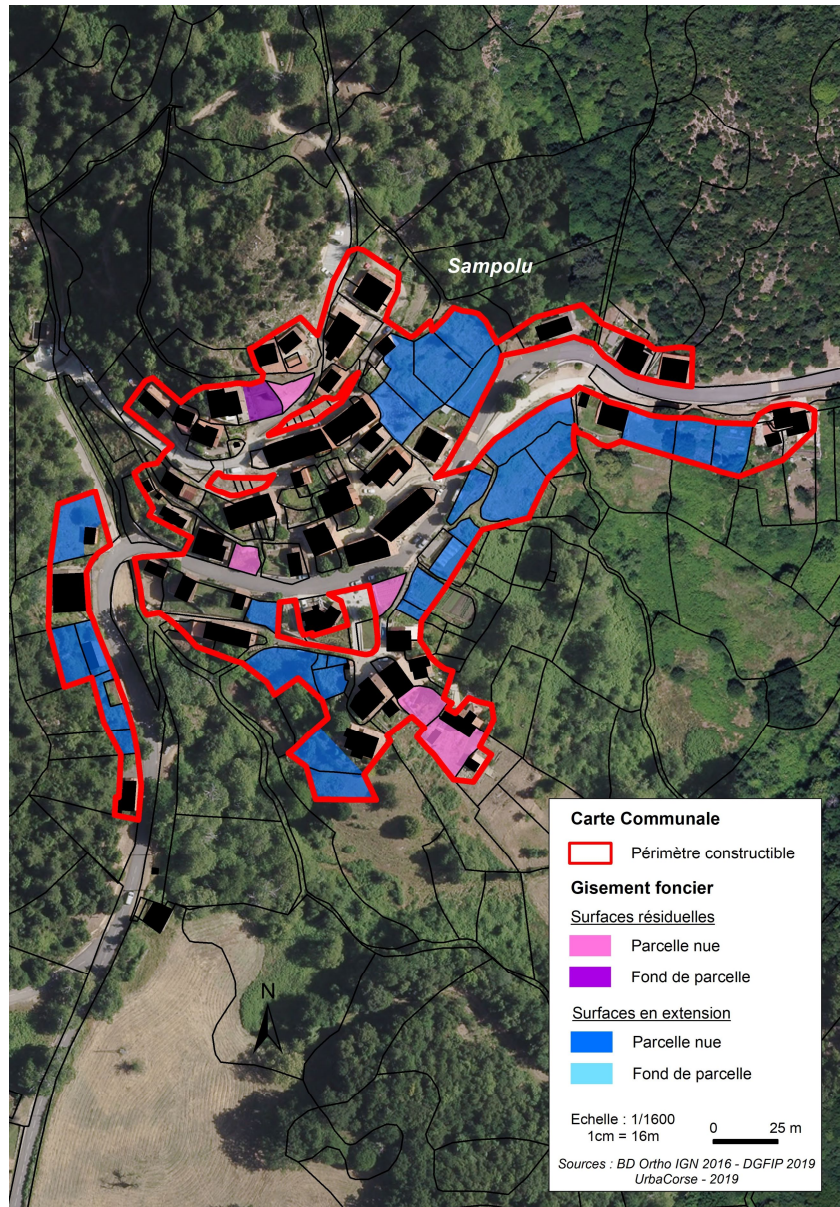 Sampolu
N
Carte Communale
Périmètre constructible
Gisement foncier
Surfaces résiduelles
Parcelle nue
Fond de parcelle
Surfaces en extension
Parcelle nue
Fond de parcelle
Echelle : 1/1600
1cm = 16m
0 25 m
Sources : BD Ortho IGN 2016 - DGFIP 2019
UrbaCorse - 2019